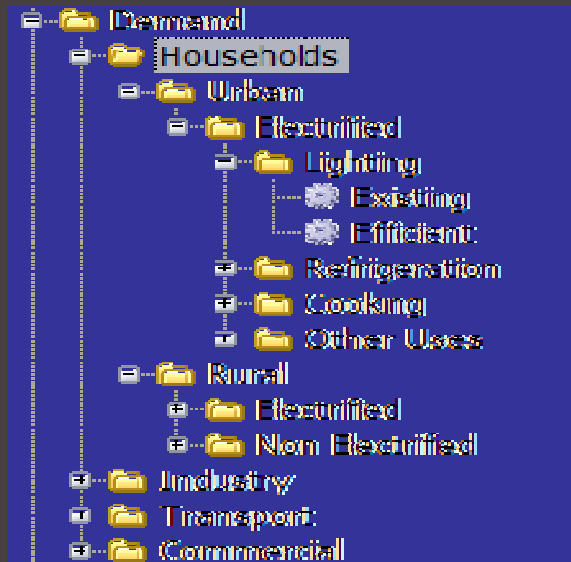 Demand
Households
Urban
Electrified
Lighting
Existing
Efficient
Refrigeration
Cooking
Other Uses
Rural
Electrified
Non Electrified
Industry
Transport
Commercial